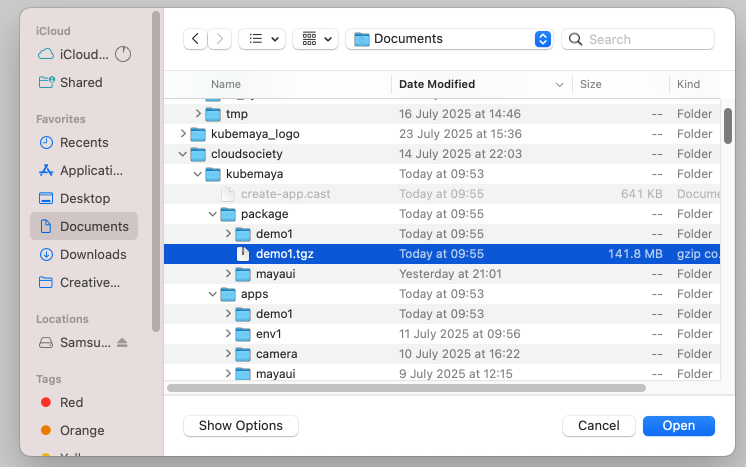 iCloud
iCloud...
Shared
Favorites
Recents
Applicati...
Desktop
Documents
Downloads
Creative...
Locations
Samsu...
Tags
Red
Orange
Documents
Search
Name Date Modified Size Kind
tmp 16 July 2025 at 14:46 -- Folder
kubemaya_logo 23 July 2025 at 15:36 -- Folder
cloudsociety 14 July 2025 at 22:03 -- Folder
kubemaya Today at 09:53 -- Folder
create-app.cast Today at 09:55 641 KB Docume
package Today at 09:55 -- Folder
demo1 Today at 09:55 -- Folder
demo1.tgz Today at 09:55 141.8 MB gzip co...
mayaui Yesterday at 21:01 -- Folder
apps Today at 09:53 -- Folder
demo1 Today at 09:53 -- Folder
env1 11 July 2025 at 09:56 -- Folder
camera 10 July 2025 at 16:22 -- Folder
mayaui 9 July 2025 at 12:15 -- Folder
Show Options Cancel Open